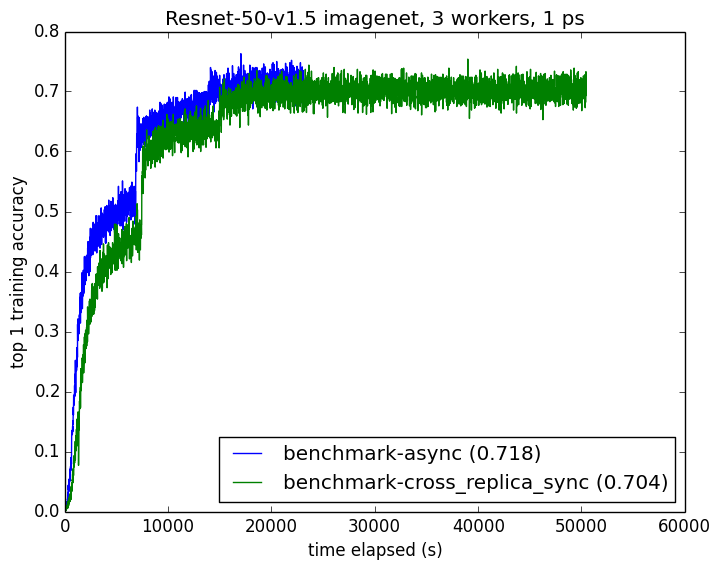 Resnet-50-v1.5 imagenet, 3 workers, 1 ps
top 1 training accuracy
0.8
0.7
0.6
0.5
0.4
0.3
0.2
0.1
0.0
benchmark-async (0.718)
benchmark-cross_replica_sync (0.704)
0 10000 20000 30000 40000 50000 60000
time elapsed (s)